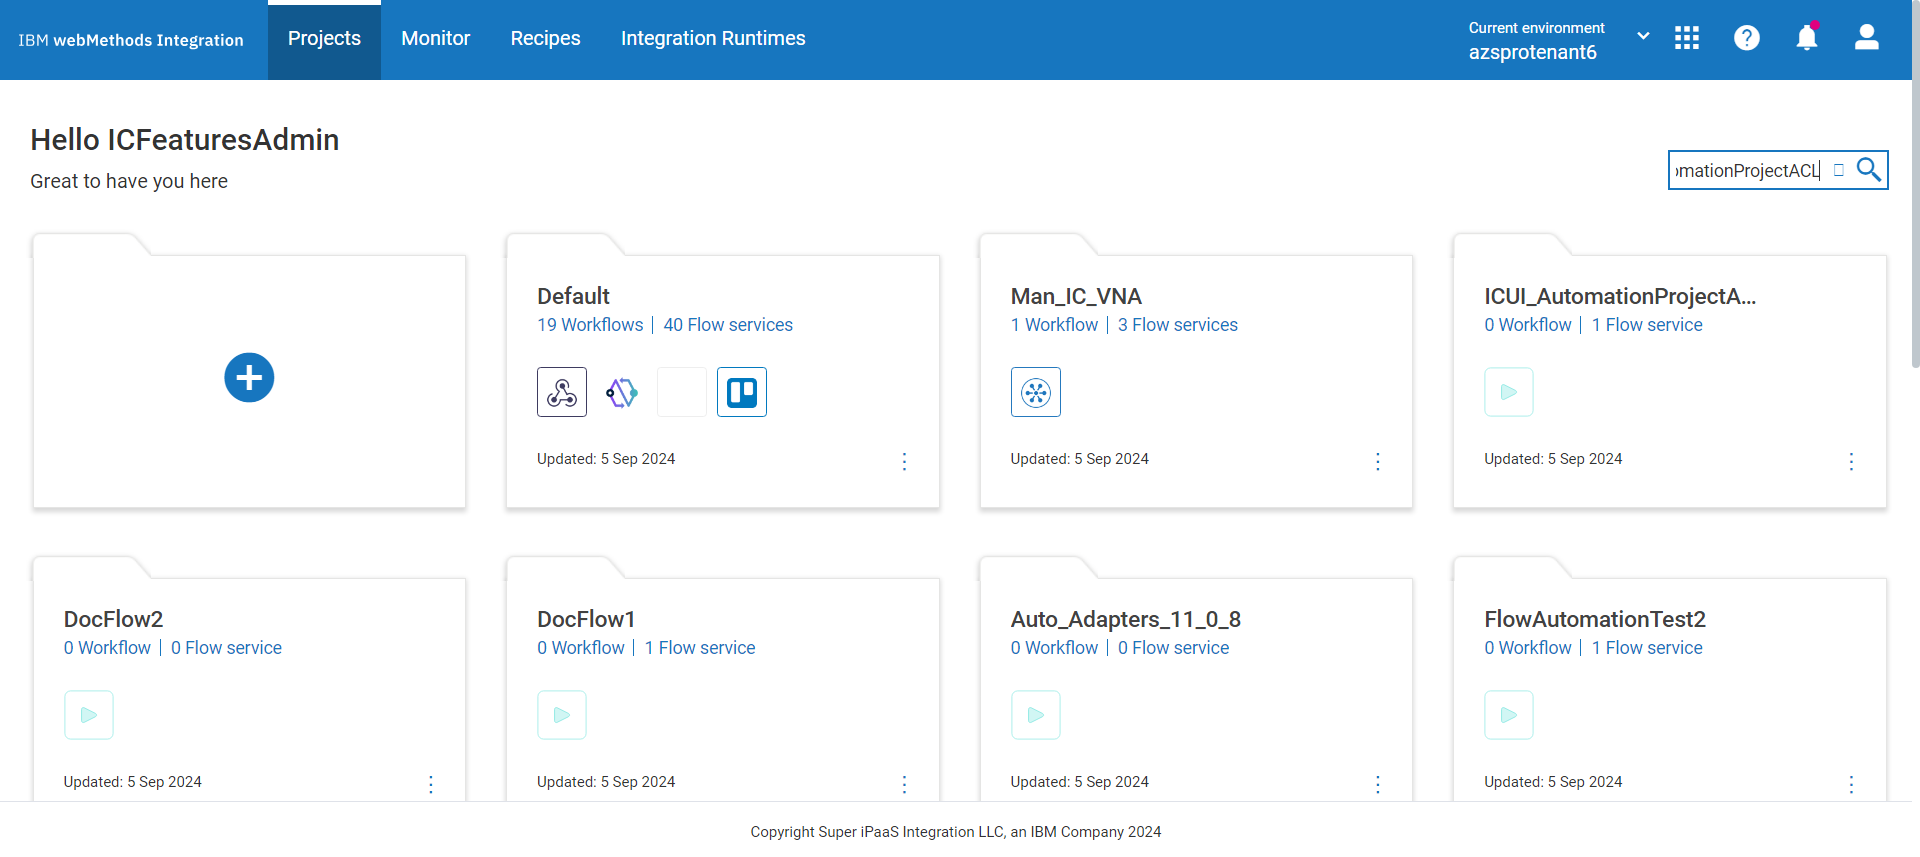 IBM webMethods Integration
Projects
Monitor
Recipes
Integration Runtimes
Current environment
azsprotenant6
Hello ICFeaturesAdmin
Great to have you here
omationProjectACL
Default
19 Workflows | 40 Flow services
Updated: 5 Sep 2024
Man_IC_VNA
1 Workflow | 3 Flow services
Updated: 5 Sep 2024
ICUI_AutomationProjectA...
0 Workflow | 1 Flow service
Updated: 5 Sep 2024
DocFlow2
0 Workflow | 0 Flow service
Updated: 5 Sep 2024
DocFlow1
0 Workflow | 1 Flow service
Updated: 5 Sep 2024
Auto_Adapters_11_0_8
0 Workflow | 0 Flow service
Updated: 5 Sep 2024
FlowAutomationTest2
0 Workflow | 1 Flow service
Updated: 5 Sep 2024
Copyright Super iPaaS Integration LLC, an IBM Company 2024